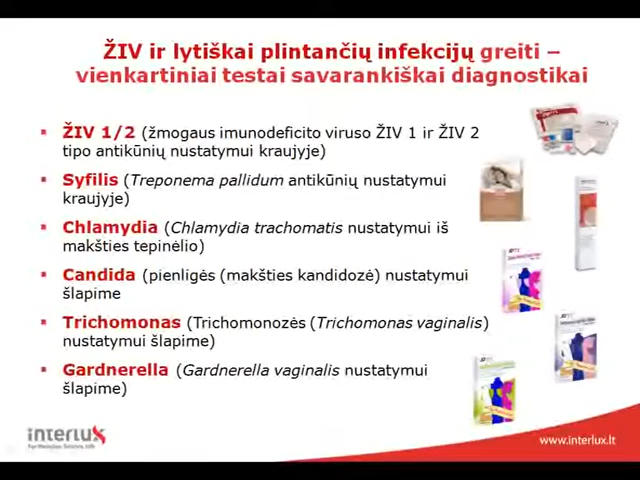 ŽIV ir lytiškai plintančių infekcijų greiti –
vienkartiniai testai savarankiškai diagnostikai
ŽIV 1/2 (žmogaus imunodeficito viruso ŽIV 1 ir ŽIV 2
tipo antikūnių nustatymui kraujyje)
Syfilis (Treponema pallidum antikūnių nustatymui
kraujyje)
Chlamydia (Chlamydia trachomatis nustatymui iš
makšties tepinėlio)
Candida (pienligės (makšties kandidozė) nustatymui
šlapime
Trichomonas (Trichomonozės (Trichomonas vaginalis)
nustatymui šlapime)
Gardnerella (Gardnerella vaginalis nustatymui
šlapime)
interlux
www.interlux.lt